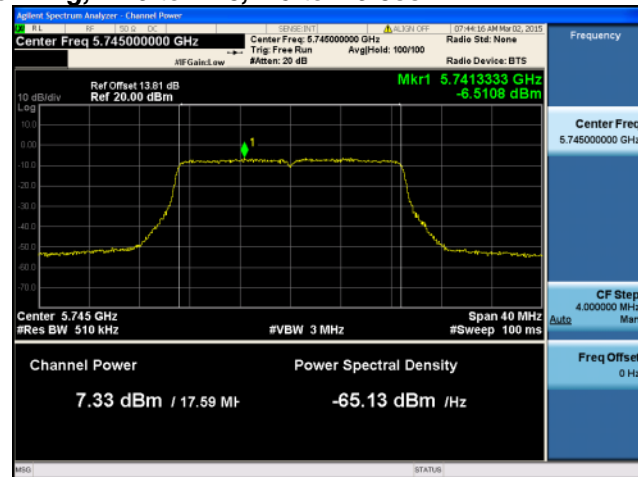 Agilent Spectrum Analyzer - Channel Power
RL RF 50 Ω DC SENSE:INT ALIGN OFF 07:44:16 AM Mar 02, 2015
Center Freq 5.745000000 GHz
Center Freq: 5.745000000 GHz
Radio Std: None
Trig: Free Run Avg|Hold: 100/100
#IFGain:Low #Atten: 20 dB Radio Device: BTS
Frequency
Mkr1 5.7413333 GHz
-6.5108 dBm
Ref Offset 13.81 dB
10 dB/div Ref 20.00 dBm
Log
10.0
0.00
-10.0
-20.0
-30.0
-40.0
-50.0
-60.0
-70.0
1
Center 5.745 GHz Span 40 MHz
#Res BW 510 kHz #VBW 3 MHz #Sweep 100 ms
Channel Power Power Spectral Density
7.33 dBm / 17.59 MH -65.13 dBm /Hz
Center Freq
5.745000000 GHz
CF Step
4.000000 MHz
Auto Man
Freq Offset
0 Hz
MSG STATUS